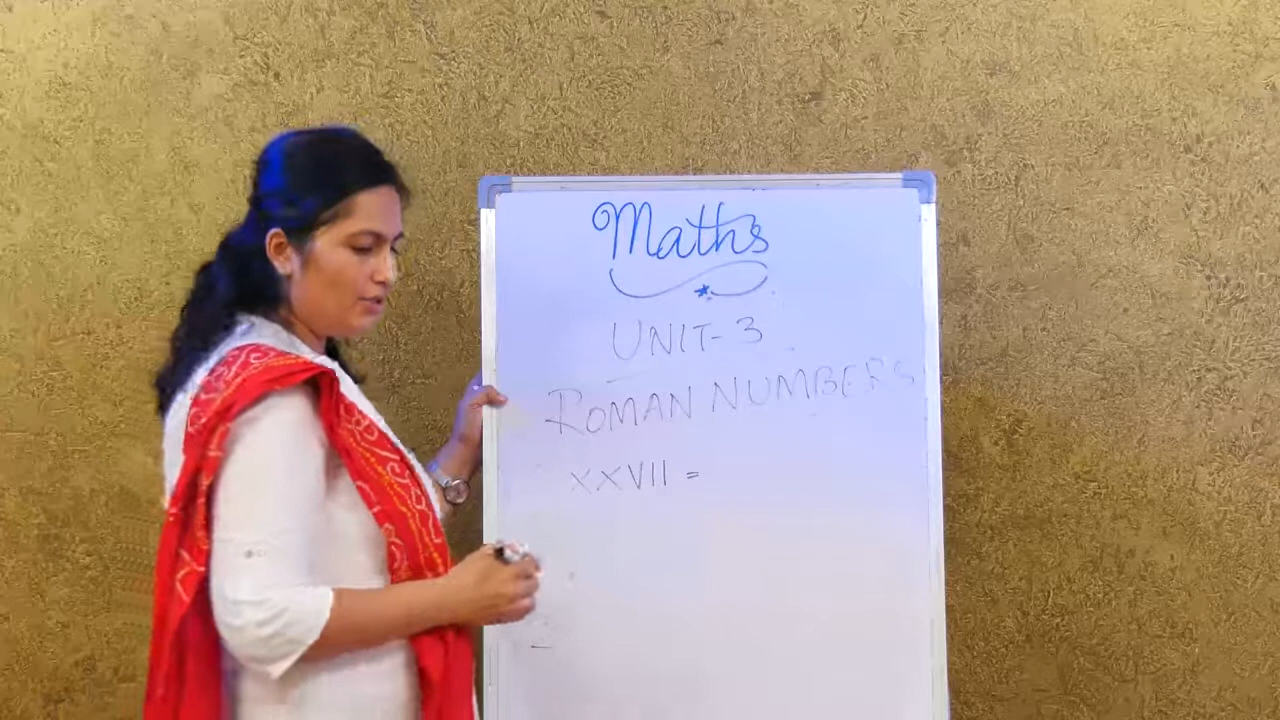 Maths
UNIT-3
ROMAN NUMBERS
XXVII =